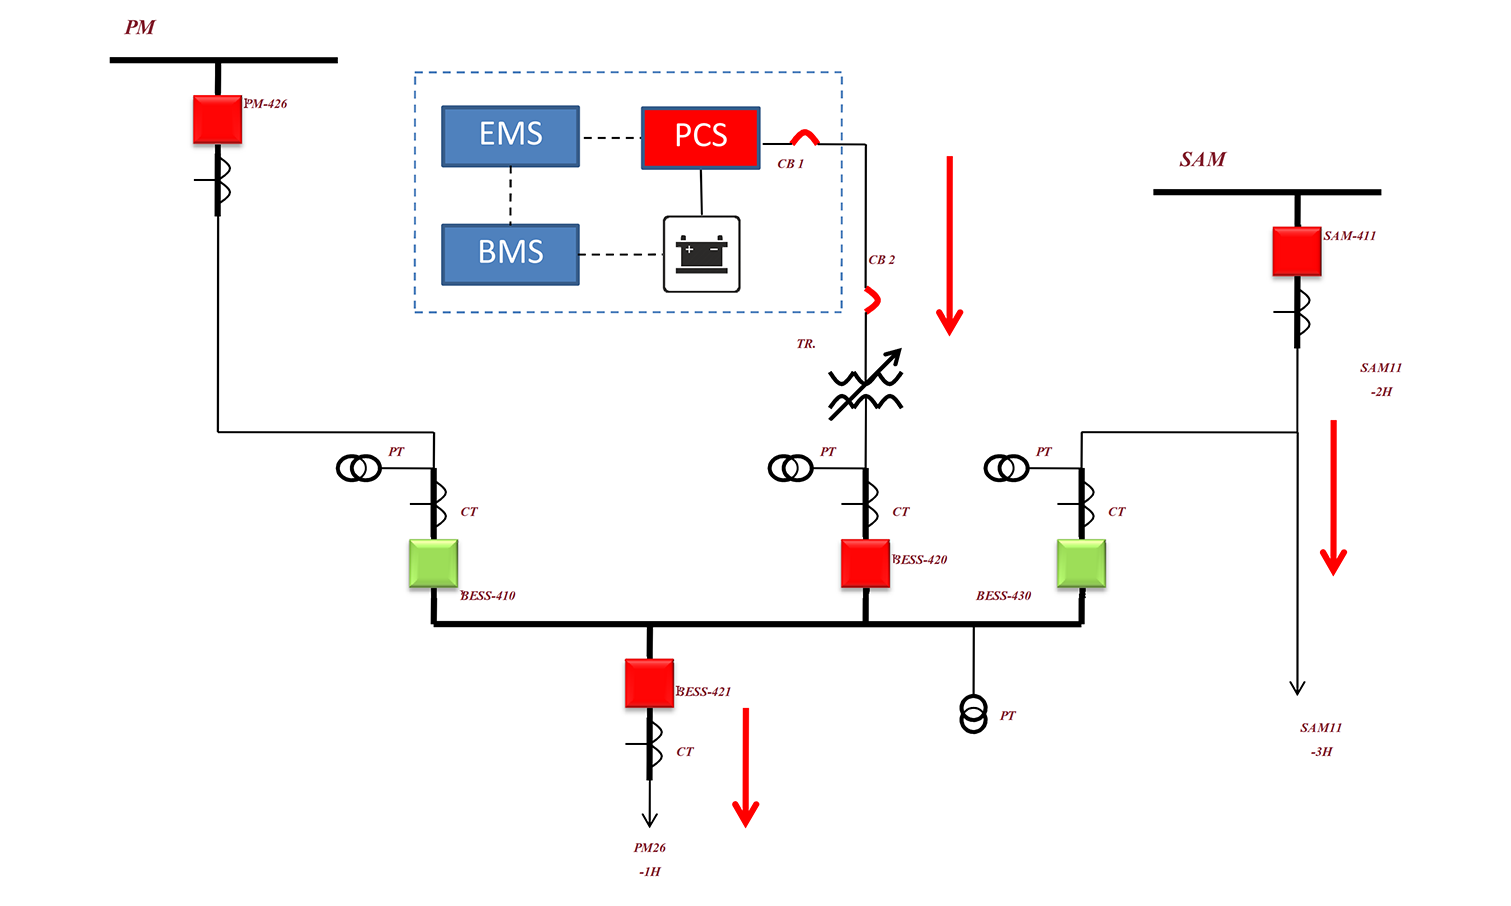 PM
PM-426
EMS
PCS
CB 1
SAM
SAM-411
BMS
+ −
CB 2
TR.
SAM11
-2H
PT
PT
PT
CT
CT
CT
BESS-420
BESS-410
BESS-430
BESS-421
PT
SAM11
-3H
CT
PM26
-1H